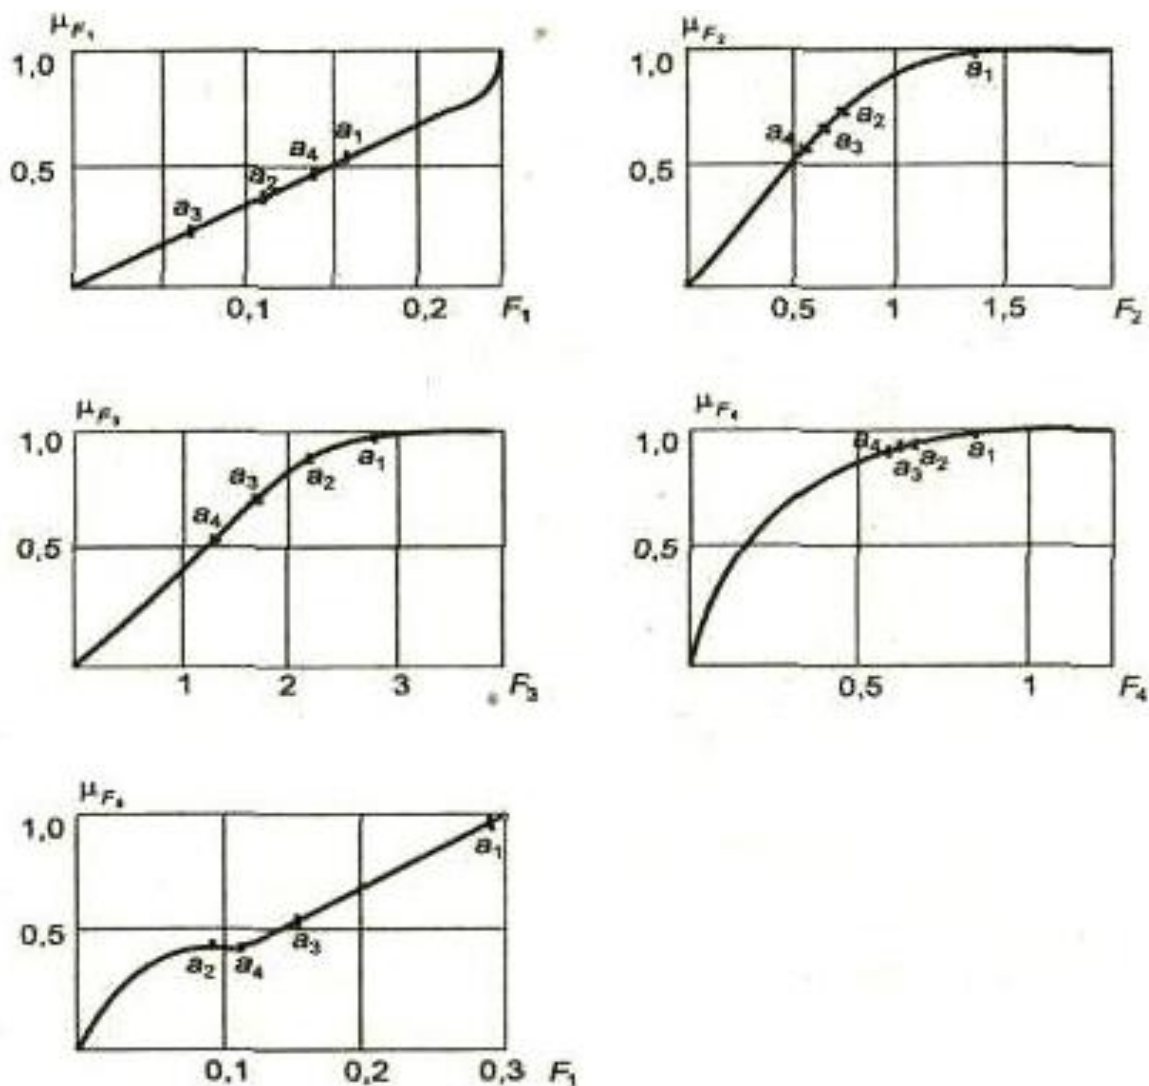 μF₁
1,0
0,5
a₃
a₂
a₄
a₁
0,1
0,2
F₁
μF₂
1,0
0,5
a₄
a₃
a₂
a₁
0,5
1
1,5
F₂
μF₃
1,0
0,5
a₄
a₃
a₂
a₁
1
2
3
F₃
μF₄
1,0
0,5
a₄
a₃
a₂
a₁
0,5
1
F₄
μF
1,0
0,5
a₂
a₄
a₃
a₁
0,1
0,2
0,3
F₁